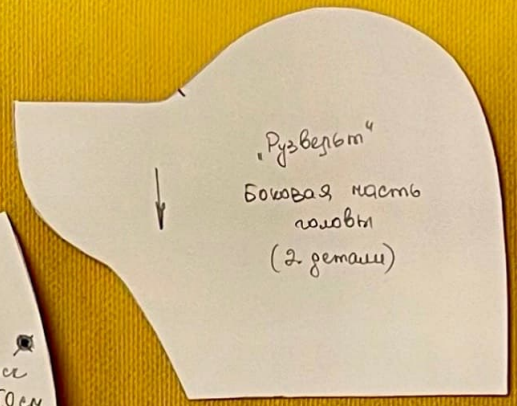 „Рузвельт“
Боковая часть
головы
(2 детали)